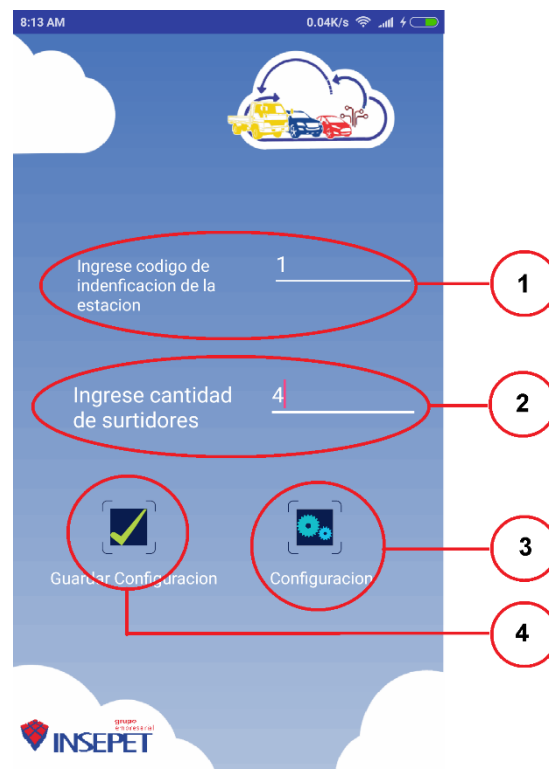 8:13 AM
0.04K/s
Ingrese codigo de
indenficacion de la
estacion
1
1
Ingrese cantidad
de surtidores
4
2
3
Guardar Configuracion
Configuracion
4
grupo
empresarial
INSEPET